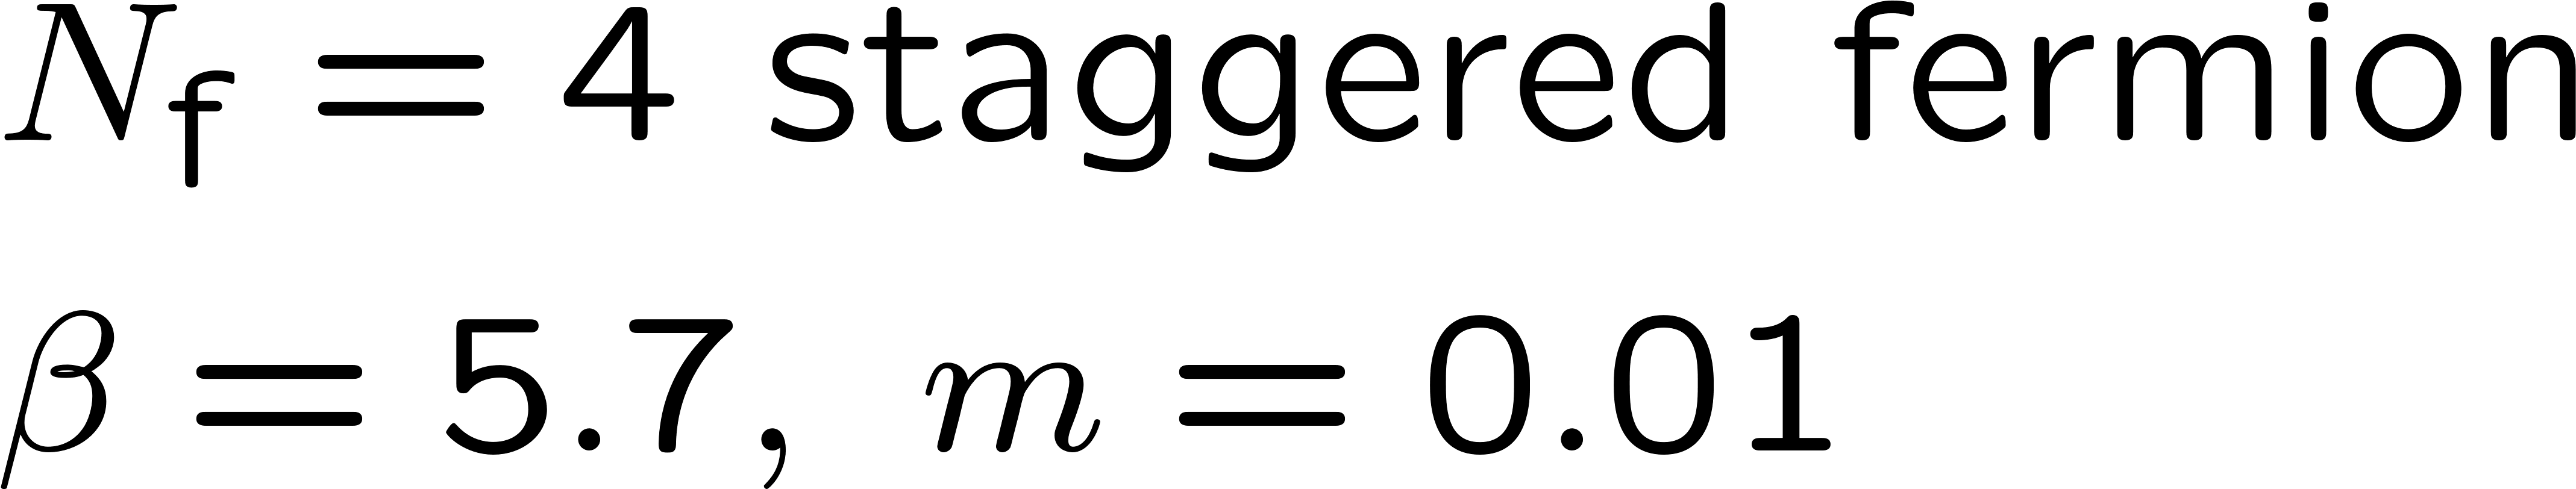 N_f = 4 staggered fermion
β = 5.7, m = 0.01